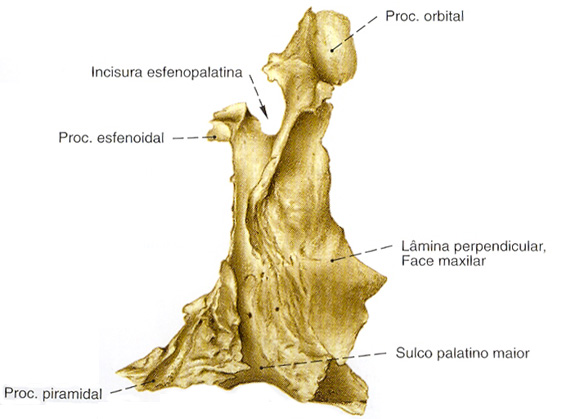 Proc. orbital
Incisura esfenopalatina
Proc. esfenoidal
Lâmina perpendicular,
Face maxilar
Sulco palatino maior
Proc. piramidal